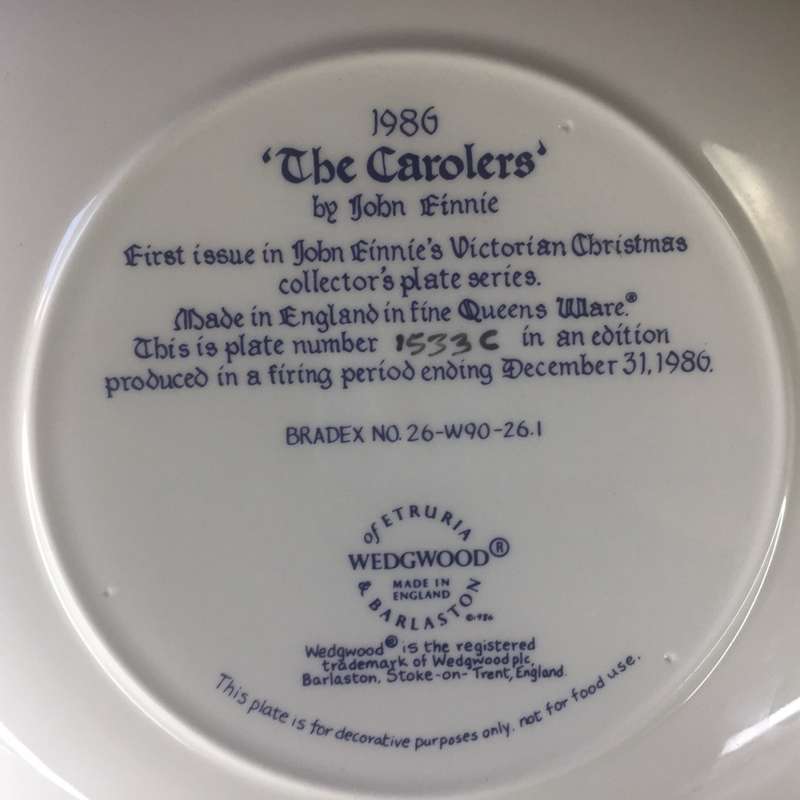 1986
'The Carolers'
by John Finnie
First issue in John Finnie's Victorian Christmas
collector's plate series.
Made in England in fine Queens Ware.®
This is plate number 1533C in an edition
produced in a firing period ending December 31, 1986.
BRADEX NO. 26-W90-26.1
of ETRURIA
WEDGWOOD®
MADE IN
ENGLAND
& BARLASTON
©1986
Wedgwood® is the registered
trademark of Wedgwood plc,
Barlaston, Stoke-on-Trent, England.
This plate is for decorative purposes only, not for food use.